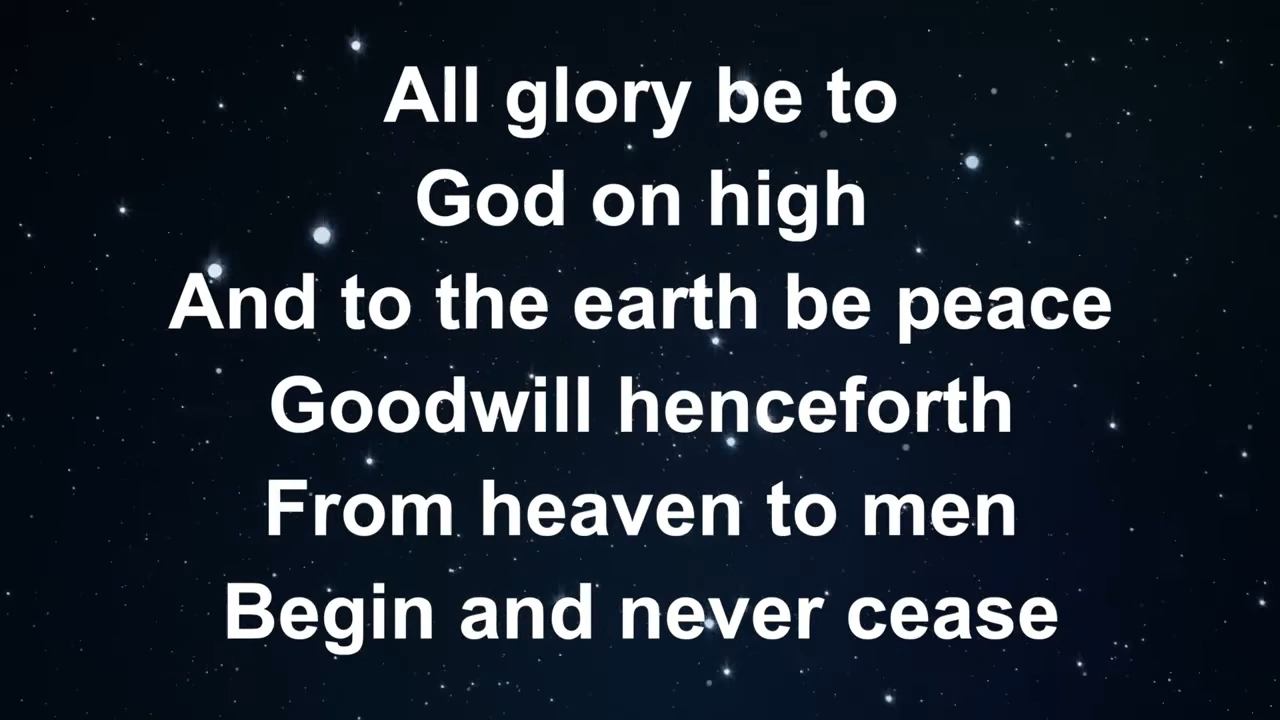 All glory be to
God on high
And to the earth be peace
Goodwill henceforth
From heaven to men
Begin and never cease